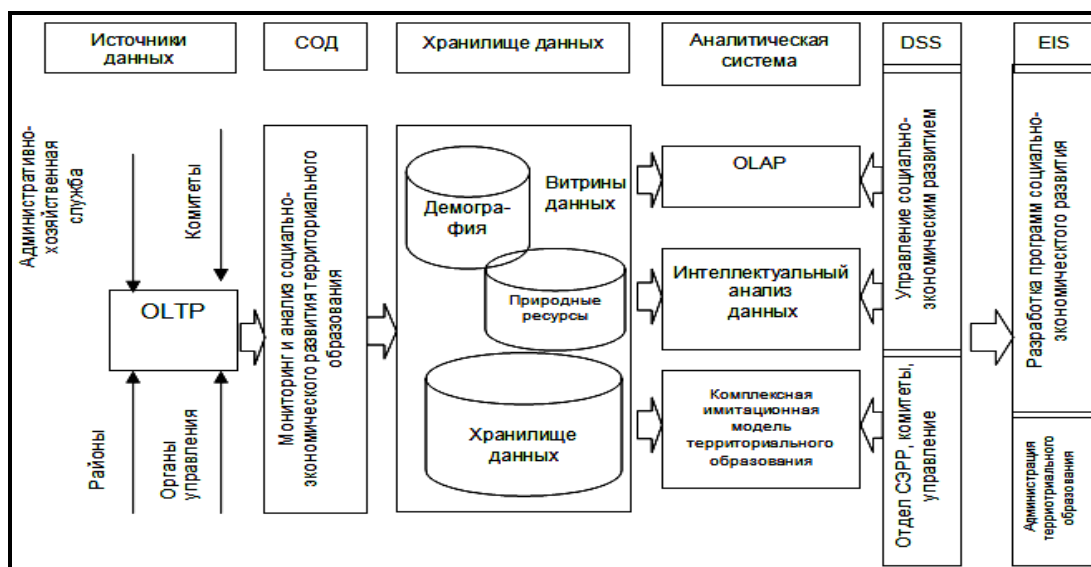 Источники
данных
СОД
Хранилище данных
Аналитическая
система
DSS
EIS
Административно-
хозяйственная
служба
Комитеты
OLTP
Районы
Органы
управления
Мониторинг и анализ социально-
экономического развития территориального
образования
Демогра-
фия
Витрины
данных
Природные
ресурсы
Хранилище
данных
OLAP
Интеллектуальный
анализ
данных
Комплексная
имитационная
модель
территориального
образования
Управление социально-
экономическим развитием
Отдел СЭРР, комитеты,
управление
Разработка программ социально-
экономическтого развития
Администрация
территориального
образования